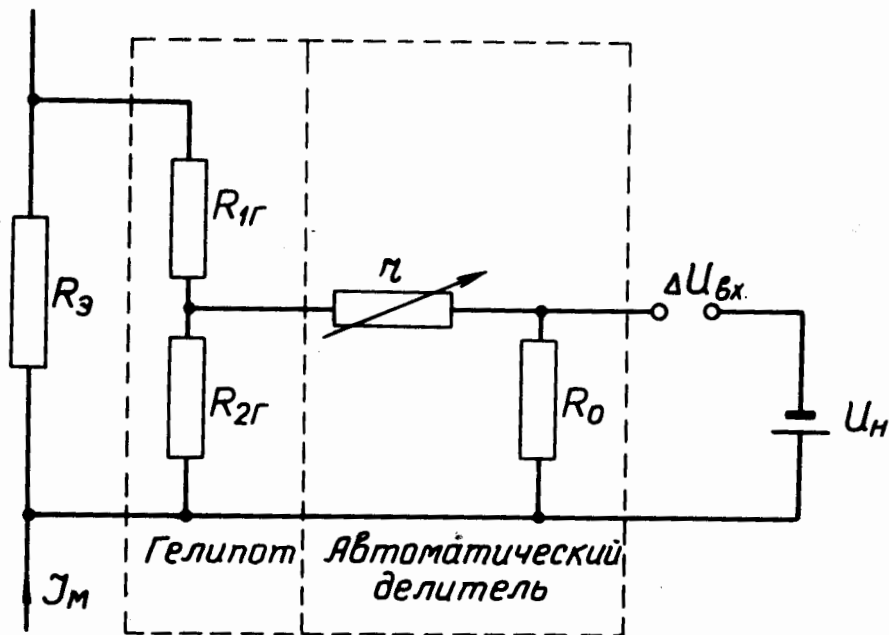 R1Г
RЭ
R2Г
r
R0
ΔUвх.
Uн
Гелипот
Автоматический
делитель
Jм